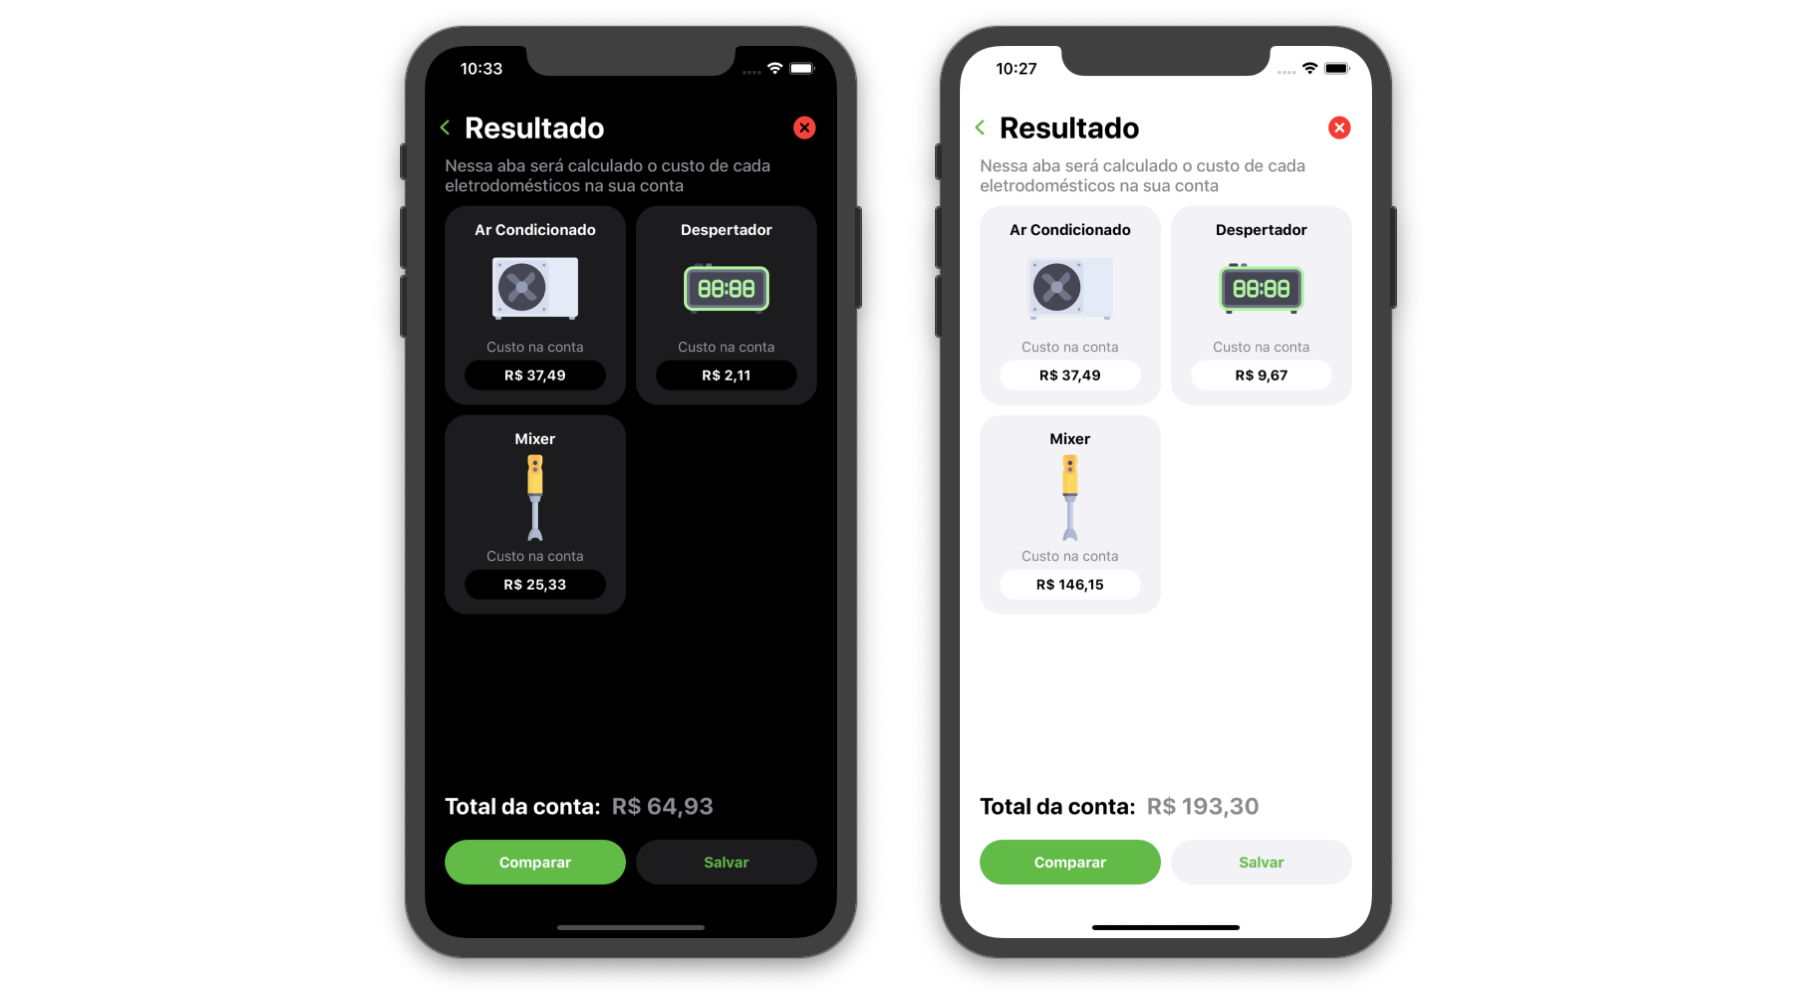 10:33
Resultado
Nessa aba será calculado o custo de cada
eletrodomésticos na sua conta
Ar Condicionado
Despertador
88:88
Custo na conta
Custo na conta
R$ 37,49
R$ 2,11
Mixer
Custo na conta
R$ 25,33
Total da conta: R$ 64,93
Comparar
Salvar
10:27
Resultado
Nessa aba será calculado o custo de cada
eletrodomésticos na sua conta
Ar Condicionado
Despertador
88:88
Custo na conta
Custo na conta
R$ 37,49
R$ 9,67
Mixer
Custo na conta
R$ 146,15
Total da conta: R$ 193,30
Comparar
Salvar